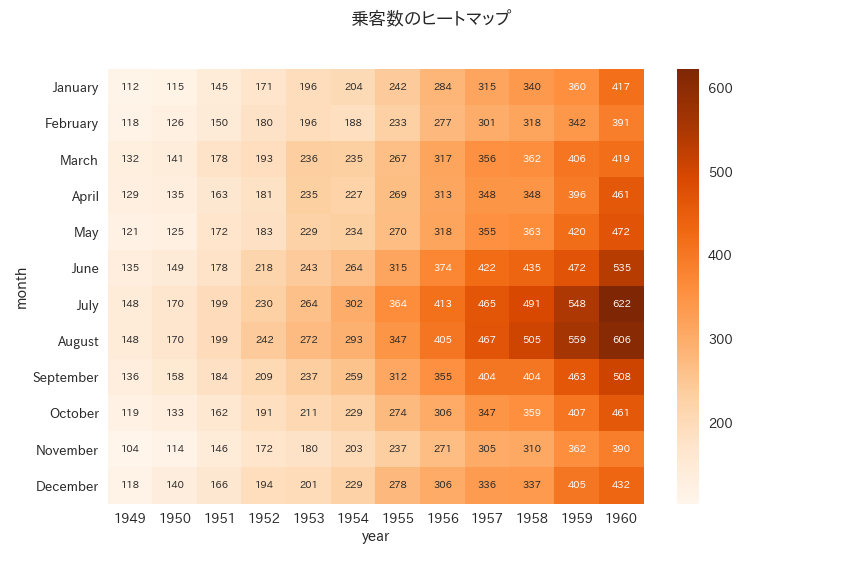 乗客数のヒートマップ
January 112 115 145 171 196 204 242 284 315 340 360 417
February 118 126 150 180 196 188 233 277 301 318 342 391
March 132 141 178 193 236 235 267 317 356 362 406 419
April 129 135 163 181 235 227 269 313 348 348 396 461
May 121 125 172 183 229 234 270 318 355 363 420 472
June 135 149 178 218 243 264 315 374 422 435 472 535
July 148 170 199 230 264 302 364 413 465 491 548 622
August 148 170 199 242 272 293 347 405 467 505 559 606
September 136 158 184 209 237 259 312 355 404 404 463 508
October 119 133 162 191 211 229 274 306 347 359 407 461
November 104 114 146 172 180 203 237 271 305 310 362 390
December 118 140 166 194 201 229 278 306 336 337 405 432
1949 1950 1951 1952 1953 1954 1955 1956 1957 1958 1959 1960
year
month
600
500
400
300
200